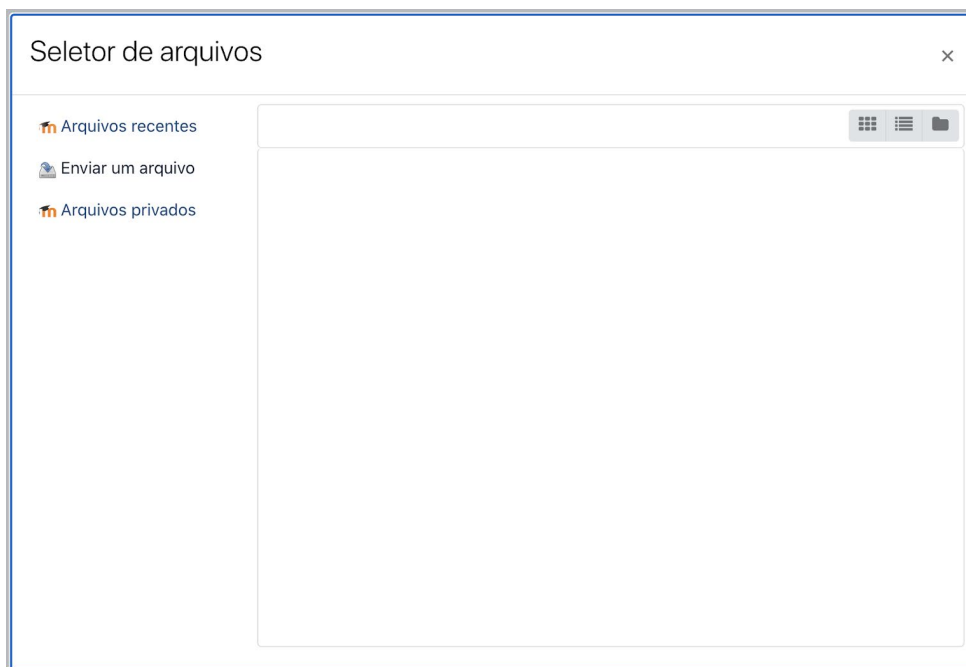 Seletor de arquivos
Arquivos recentes
Enviar um arquivo
Arquivos privados